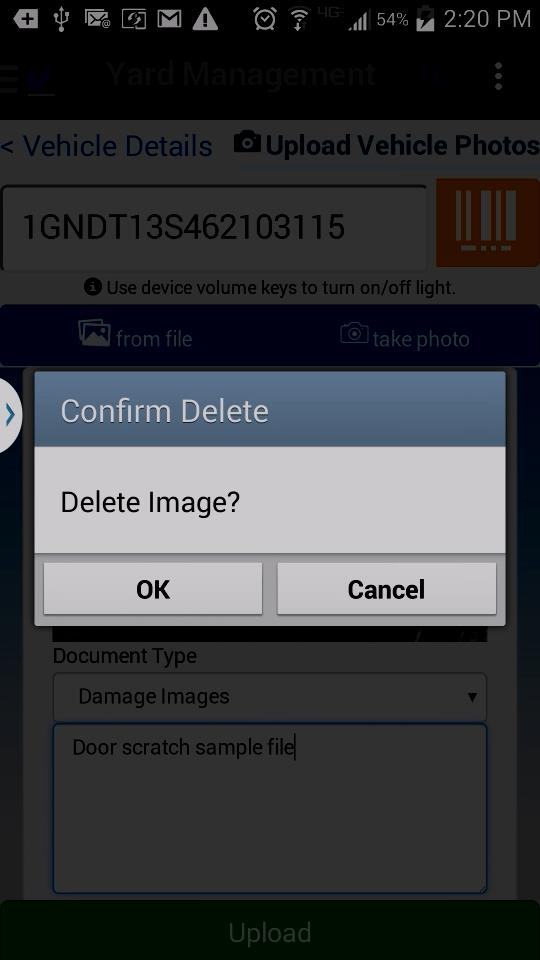 4G 54% 2:20 PM
Yard Management
< Vehicle Details Upload Vehicle Photos
1GNDT13S462103115
Use device volume keys to turn on/off light.
from file take photo
Confirm Delete
Delete Image?
OK Cancel
Document Type
Damage Images
Door scratch sample file
Upload